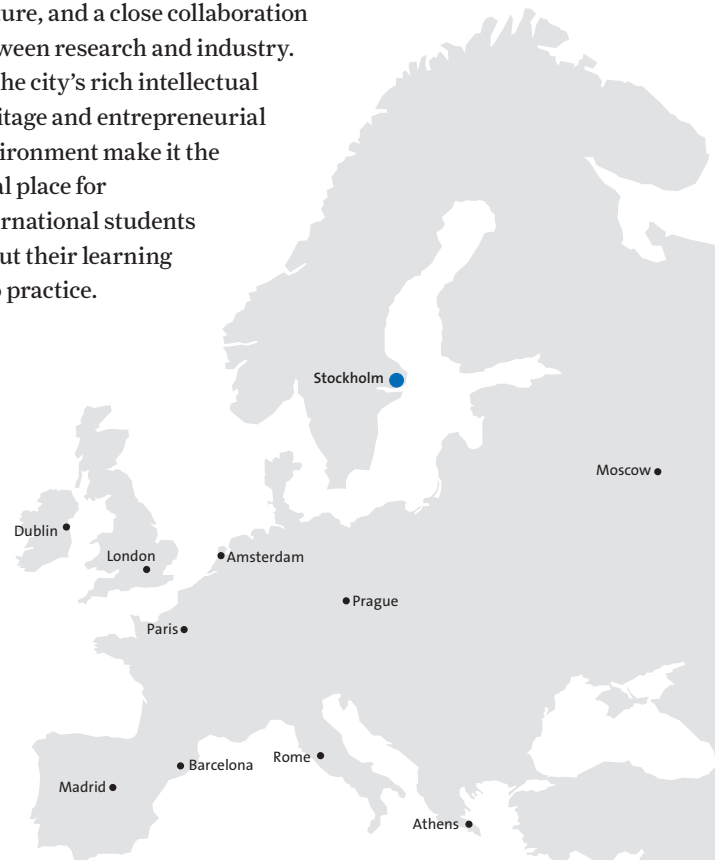 ture, and a close collaboration
ween research and industry.
he city’s rich intellectual
itage and entrepreneurial
ironment make it the
al place for
rnational students
ut their learning
practice.
Stockholm
Moscow
Dublin
London
Amsterdam
Prague
Paris
Barcelona
Rome
Madrid
Athens